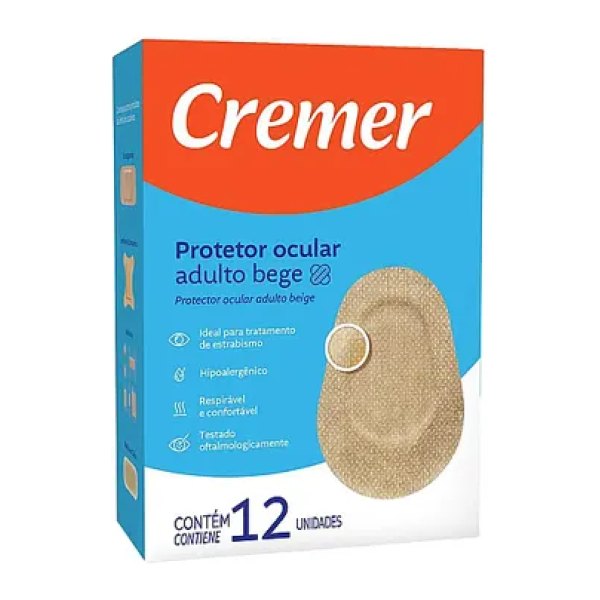 Cremer
Protetor ocular
adulto bege
Protector ocular adulto beige
Ideal para tratamento
de estrabismo
Hipoalergênico
Respirável
e confortável
Testado
oftalmologicamente
CONTÉM
CONTIENE
12
UNIDADES